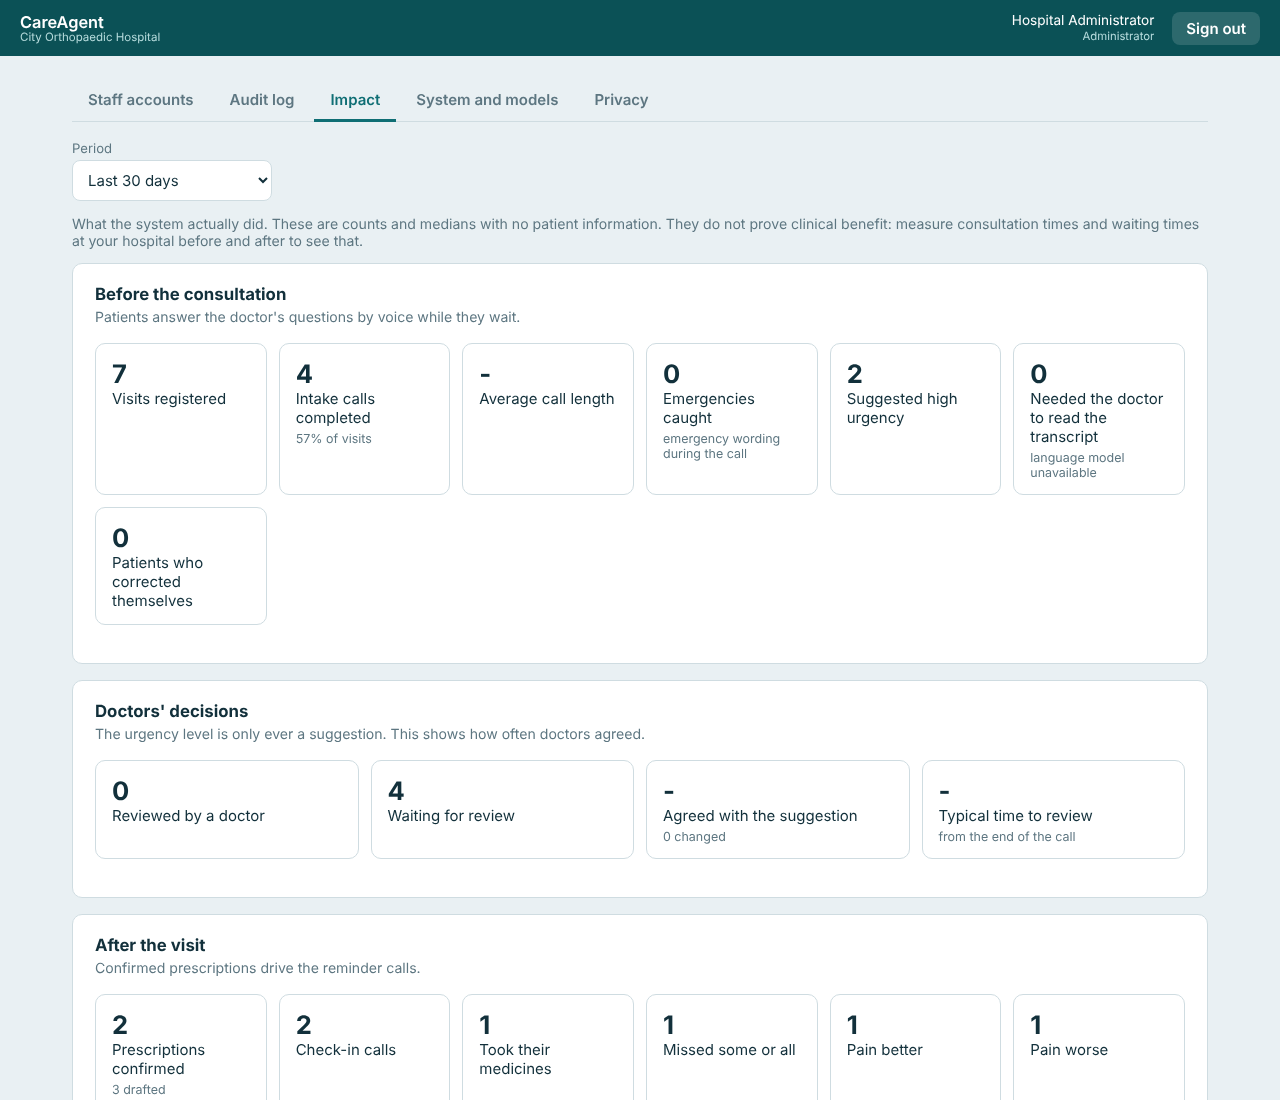 CareAgent
City Orthopaedic Hospital
Hospital Administrator
Administrator
Sign out
Staff accounts
Audit log
Impact
System and models
Privacy
Period
Last 30 days
What the system actually did. These are counts and medians with no patient information. They do not prove clinical benefit: measure consultation times and waiting times
at your hospital before and after to see that.
Before the consultation
Patients answer the doctor's questions by voice while they wait.
7
Visits registered
4
Intake calls
completed
57% of visits
-
Average call length
0
Emergencies
caught
emergency wording
during the call
2
Suggested high
urgency
0
Needed the doctor
to read the
transcript
language model
unavailable
0
Patients who
corrected
themselves
Doctors' decisions
The urgency level is only ever a suggestion. This shows how often doctors agreed.
0
Reviewed by a doctor
4
Waiting for review
-
Agreed with the suggestion
0 changed
-
Typical time to review
from the end of the call
After the visit
Confirmed prescriptions drive the reminder calls.
2
Prescriptions
confirmed
3 drafted
2
Check-in calls
1
Took their
medicines
1
Missed some or all
1
Pain better
1
Pain worse